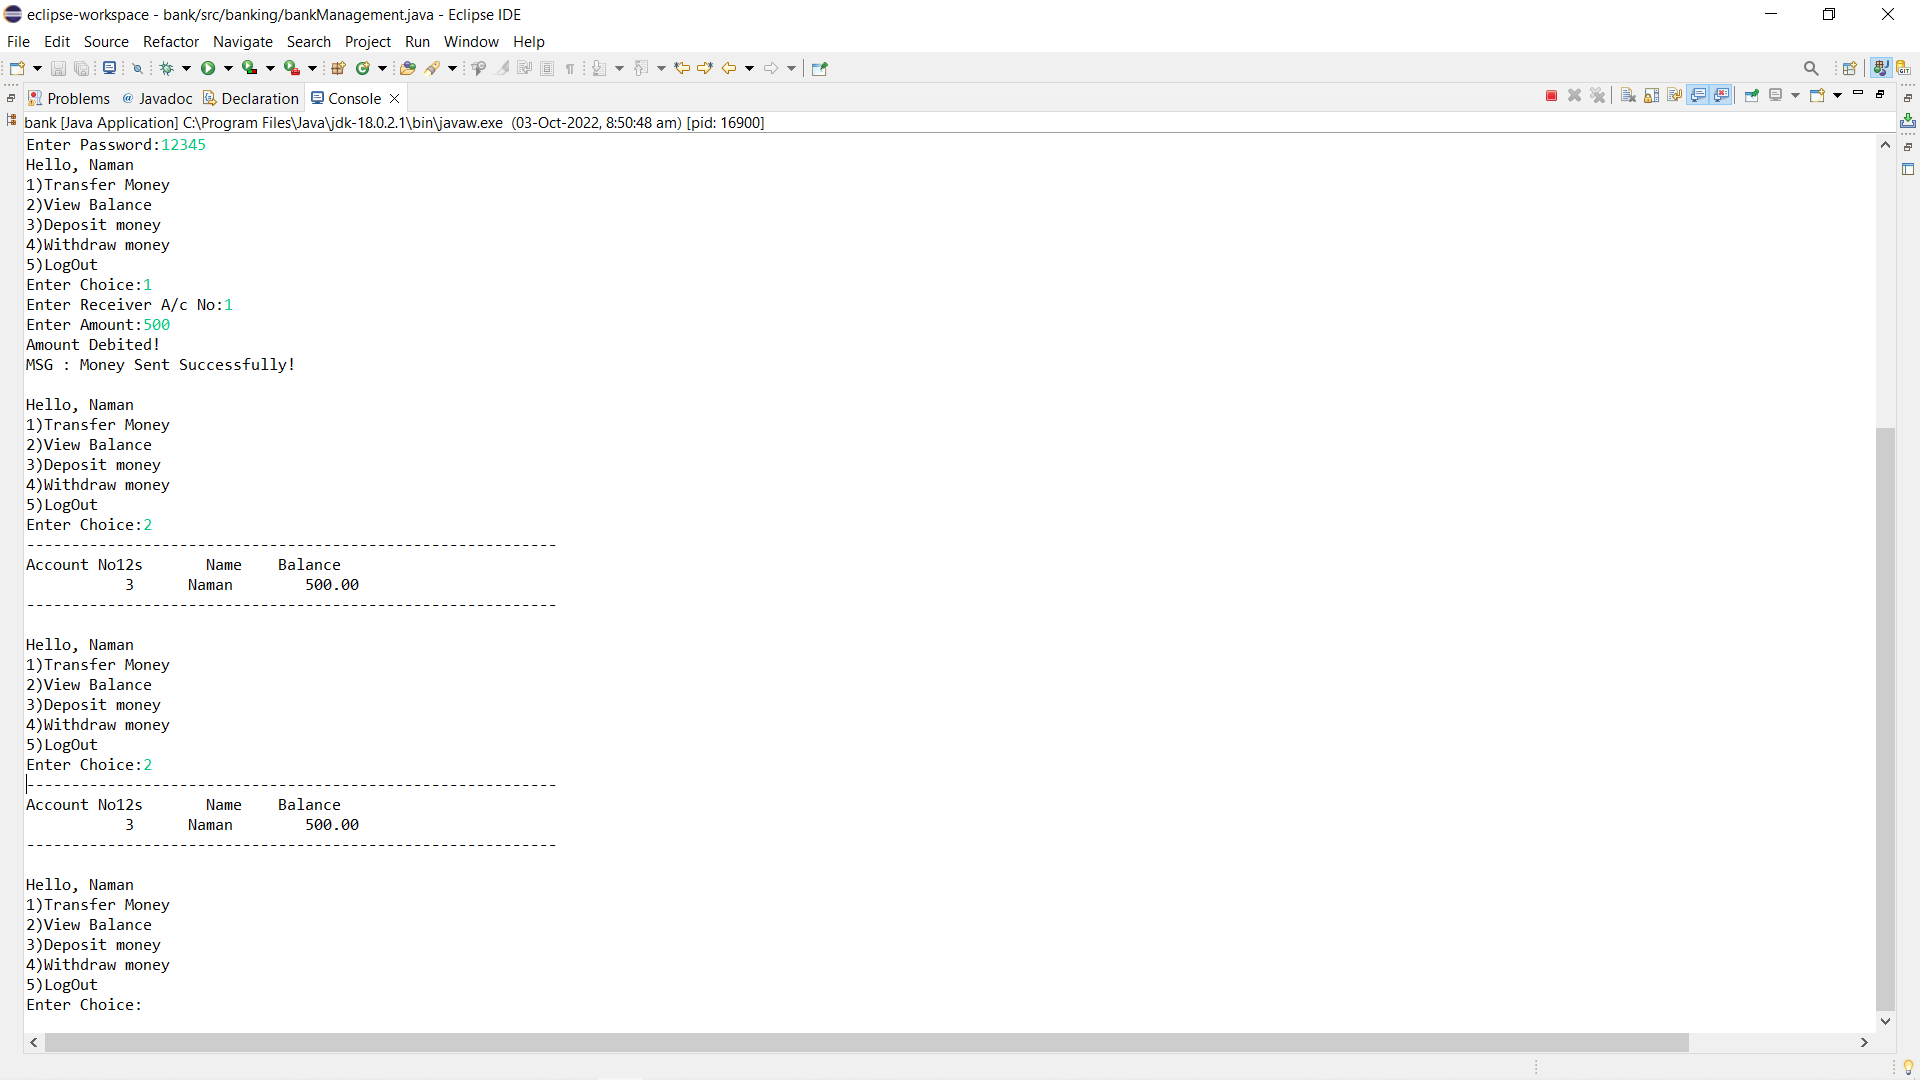 eclipse-workspace - bank/src/banking/bankManagement.java - Eclipse IDE
File Edit Source Refactor Navigate Search Project Run Window Help
Problems @ Javadoc Declaration Console
bank [Java Application] C:\Program Files\Java\jdk-18.0.2.1\bin\javaw.exe (03-Oct-2022, 8:50:48 am) [pid: 16900]
Enter Password:12345
Hello, Naman
1)Transfer Money
2)View Balance
3)Deposit money
4)Withdraw money
5)LogOut
Enter Choice:1
Enter Receiver A/c No:1
Enter Amount:500
Amount Debited!
MSG : Money Sent Successfully!
Hello, Naman
1)Transfer Money
2)View Balance
3)Deposit money
4)Withdraw money
5)LogOut
Enter Choice:2
-----------------------------------------------------------
Account No12s       Name    Balance
           3      Naman        500.00
-----------------------------------------------------------
Hello, Naman
1)Transfer Money
2)View Balance
3)Deposit money
4)Withdraw money
5)LogOut
Enter Choice:2
-----------------------------------------------------------
Account No12s       Name    Balance
           3      Naman        500.00
-----------------------------------------------------------
Hello, Naman
1)Transfer Money
2)View Balance
3)Deposit money
4)Withdraw money
5)LogOut
Enter Choice: